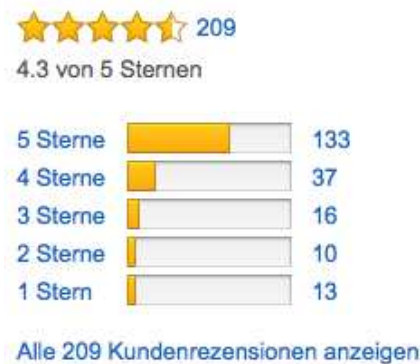 209
4.3 von 5 Sternen
5 Sterne 133
4 Sterne 37
3 Sterne 16
2 Sterne 10
1 Stern 13
Alle 209 Kundenrezensionen anzeigen